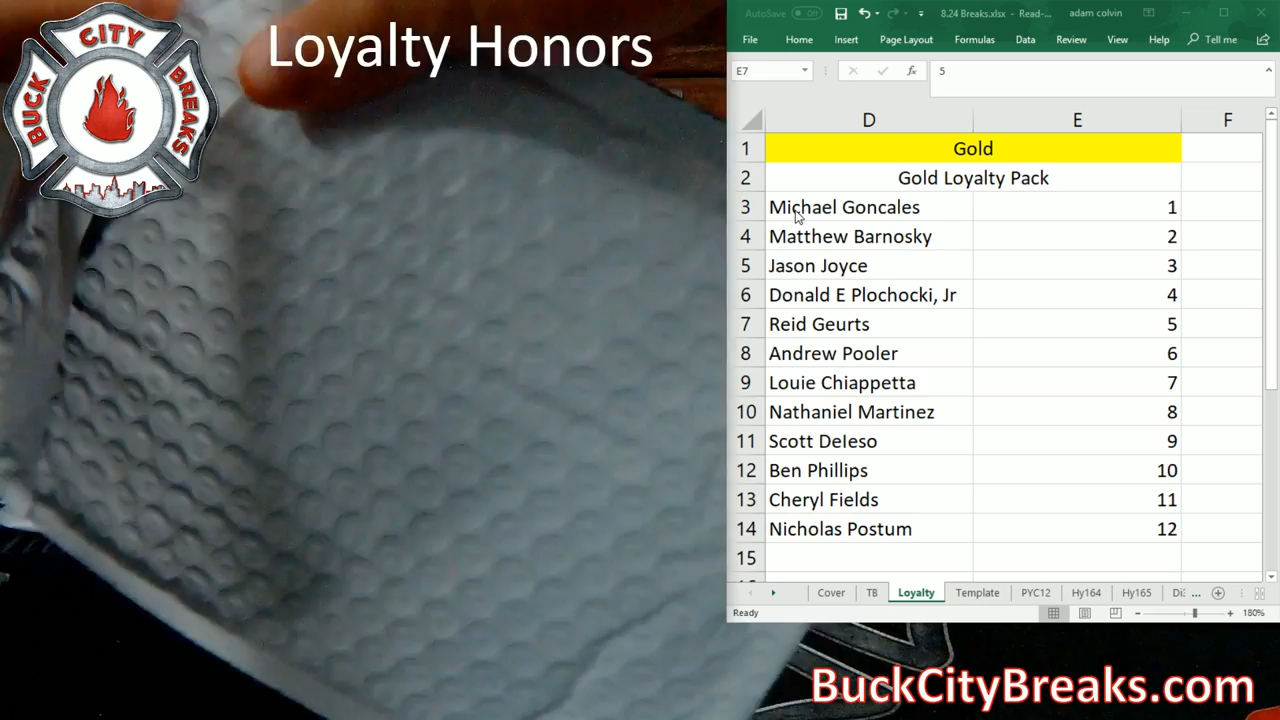 CITY
BUCK
BREAKS
Loyalty Honors
AutoSave
Off
8.24 Breaks.xlsx - Read-...
adam colvin
File
Home
Insert
Page Layout
Formulas
Data
Review
View
Help
Tell me
E7
fx
5
D
E
F
1
Gold
2
Gold Loyalty Pack
3
Michael Goncales
1
4
Matthew Barnosky
2
5
Jason Joyce
3
6
Donald E Plochocki, Jr
4
7
Reid Geurts
5
8
Andrew Pooler
6
9
Louie Chiappetta
7
10
Nathaniel Martinez
8
11
Scott DeIeso
9
12
Ben Phillips
10
13
Cheryl Fields
11
14
Nicholas Postum
12
15
Cover
TB
Loyalty
Template
PYC12
Hy164
Hy165
Di ...
Ready
180%
BuckCityBreaks.com